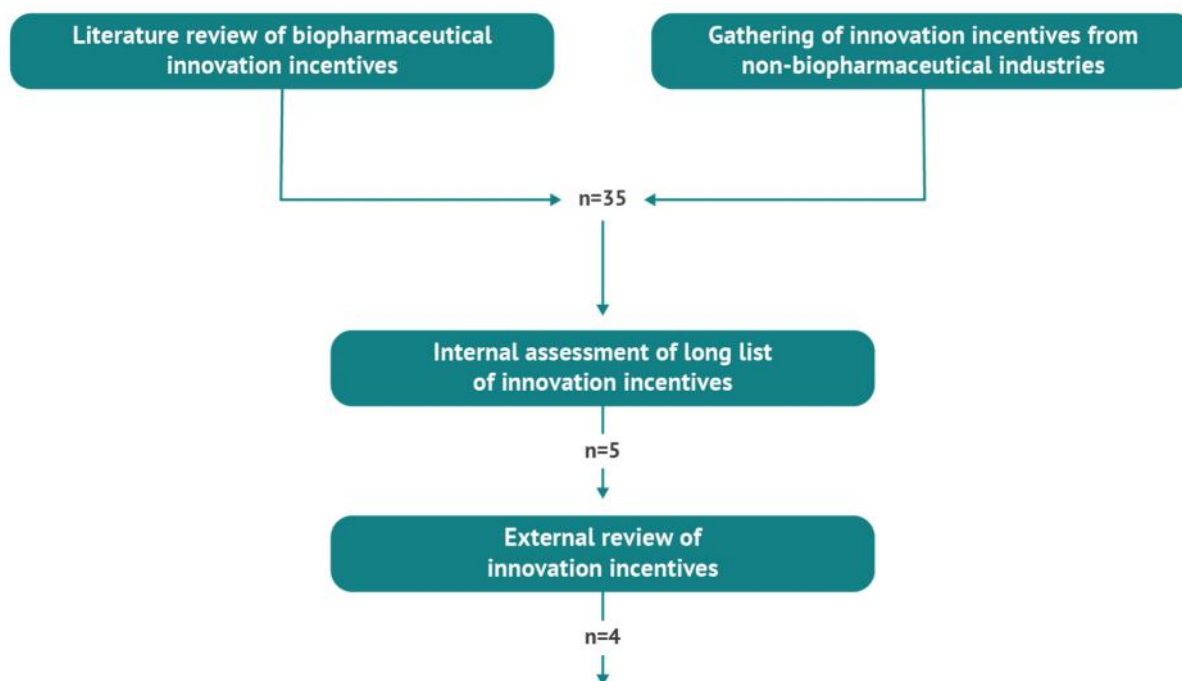 Literature review of biopharmaceutical
innovation incentives
Gathering of innovation incentives from
non-biopharmaceutical industries
n=35
Internal assessment of long list
of innovation incentives
n=5
External review of
innovation incentives
n=4